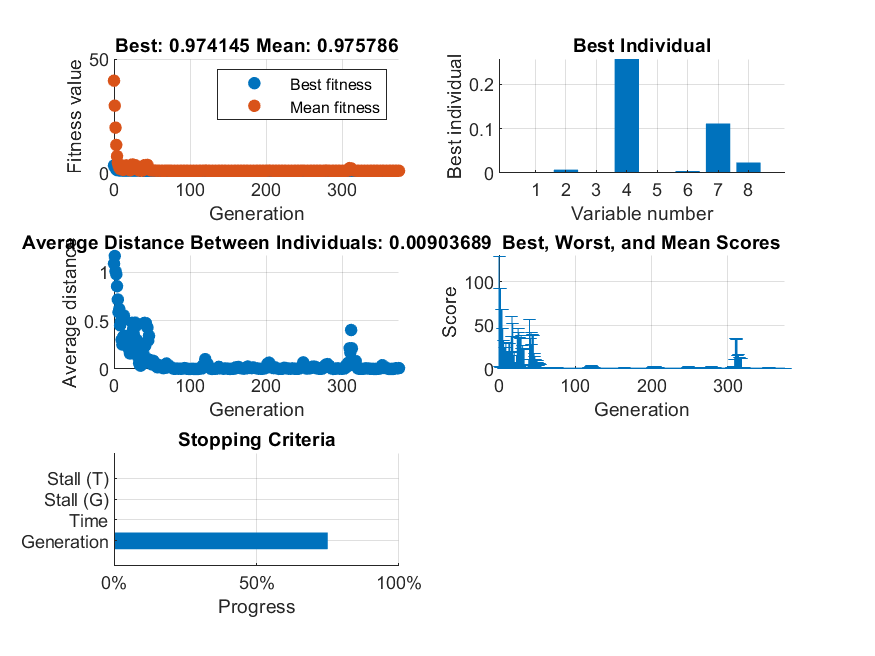 Best: 0.974145 Mean: 0.975786
Fitness value
50
0
Best fitness
Mean fitness
0 100 200 300
Generation
Best Individual
Best individual
0.2
0.1
0
1 2 3 4 5 6 7 8
Variable number
Average Distance Between Individuals: 0.00903689
Average distance
1
0.5
0
0 100 200 300
Generation
Best, Worst, and Mean Scores
Score
100
50
0
0 100 200 300
Generation
Stopping Criteria
Stall (T)
Stall (G)
Time
Generation
0% 50% 100%
Progress